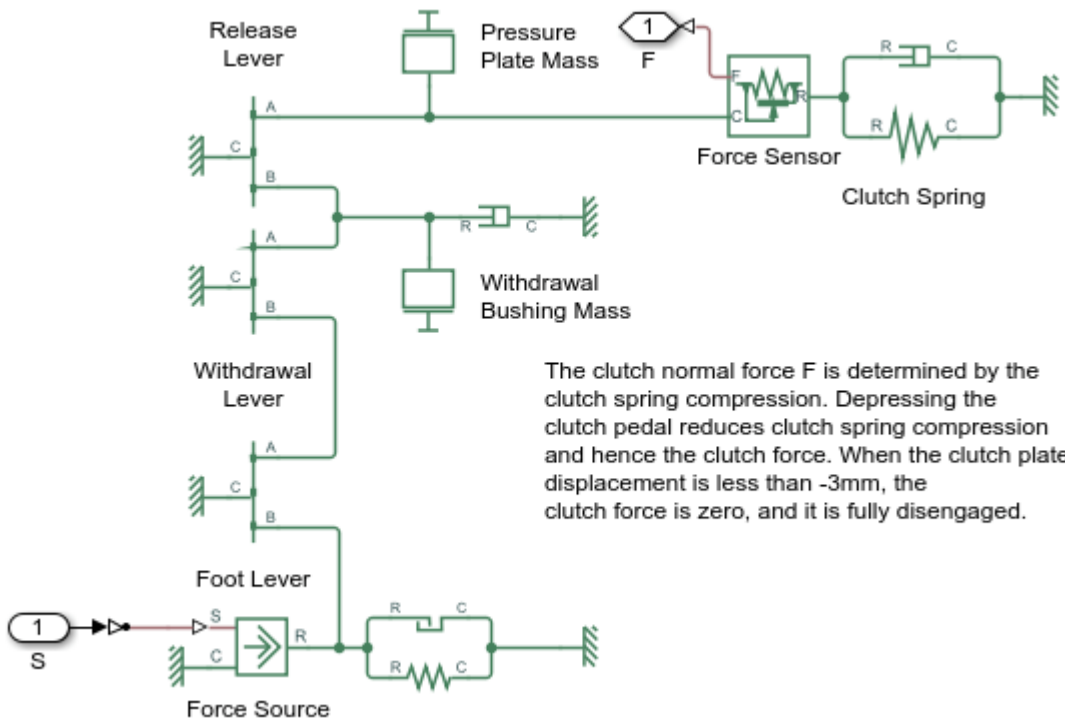 Release
Lever
Pressure
Plate Mass
1
F
A
C
B
F
C
R
Force Sensor
R
C
R
C
Clutch Spring
A
C
B
R
C
Withdrawal
Bushing Mass
Withdrawal
Lever
The clutch normal force F is determined by the
clutch spring compression. Depressing the
clutch pedal reduces clutch spring compression
and hence the clutch force. When the clutch plate
displacement is less than -3mm, the
clutch force is zero, and it is fully disengaged.
A
C
B
Foot Lever
1
S
S
C
R
Force Source
R
C
R
C